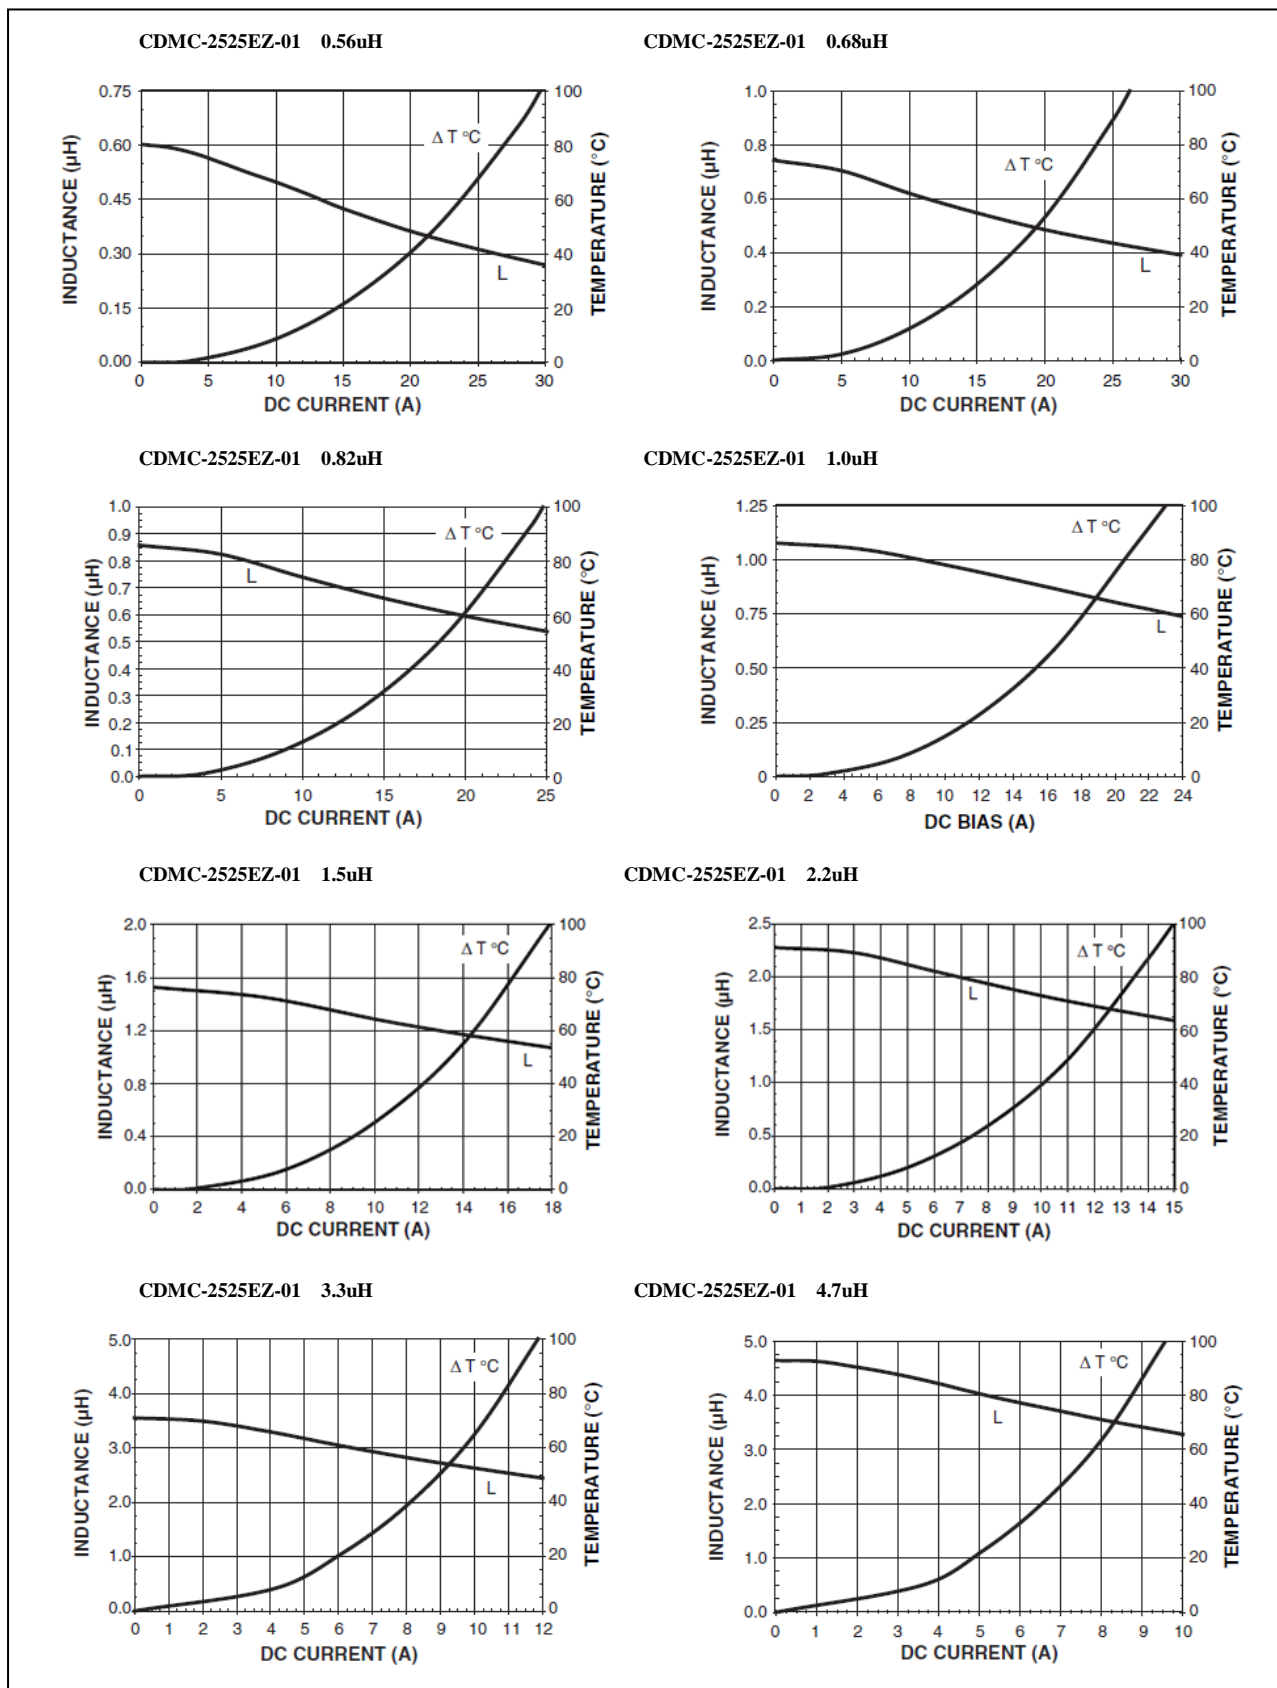 CDMC-2525EZ-01 0.56uH
CDMC-2525EZ-01 0.68uH
INDUCTANCE (µH)
0.75
0.60
0.45
0.30
0.15
0.00
Δ T °C
L
100
80
60
40
20
0
TEMPERATURE (°C)
0 5 10 15 20 25 30
DC CURRENT (A)
INDUCTANCE (µH)
1.0
0.8
0.6
0.4
0.2
0.0
Δ T °C
L
100
80
60
40
20
0
TEMPERATURE (°C)
0 5 10 15 20 25 30
DC CURRENT (A)
CDMC-2525EZ-01 0.82uH
CDMC-2525EZ-01 1.0uH
INDUCTANCE (µH)
1.0
0.9
0.8
0.7
0.6
0.5
0.4
0.3
0.2
0.1
0.0
Δ T °C
L
100
80
60
40
20
0
TEMPERATURE (°C)
0 5 10 15 20 25
DC CURRENT (A)
INDUCTANCE (µH)
1.25
1.00
0.75
0.50
0.25
0
Δ T °C
L
100
80
60
40
20
0
TEMPERATURE (°C)
0 2 4 6 8 10 12 14 16 18 20 22 24
DC BIAS (A)
CDMC-2525EZ-01 1.5uH
CDMC-2525EZ-01 2.2uH
INDUCTANCE (µH)
2.0
1.6
1.2
0.8
0.4
0.0
Δ T °C
L
100
80
60
40
20
0
TEMPERATURE (°C)
0 2 4 6 8 10 12 14 16 18
DC CURRENT (A)
INDUCTANCE (µH)
2.5
2.0
1.5
1.0
0.5
0.0
Δ T °C
L
100
80
60
40
20
0
TEMPERATURE (°C)
0 1 2 3 4 5 6 7 8 9 10 11 12 13 14 15
DC CURRENT (A)
CDMC-2525EZ-01 3.3uH
CDMC-2525EZ-01 4.7uH
INDUCTANCE (µH)
5.0
4.0
3.0
2.0
1.0
0.0
Δ T °C
L
100
80
60
40
20
0
TEMPERATURE (°C)
0 1 2 3 4 5 6 7 8 9 10 11 12
DC CURRENT (A)
INDUCTANCE (µH)
5.0
4.0
3.0
2.0
1.0
0.0
Δ T °C
L
100
80
60
40
20
0
TEMPERATURE (°C)
0 1 2 3 4 5 6 7 8 9 10
DC CURRENT (A)